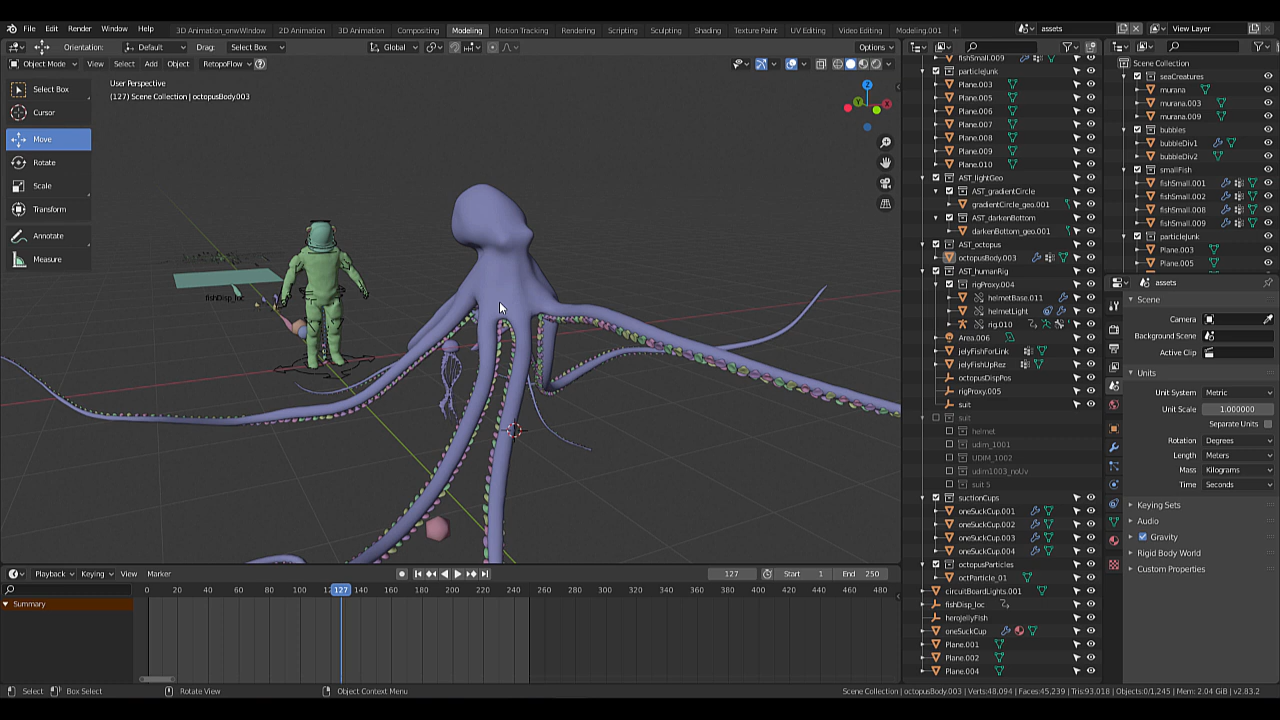 File Edit Render Window Help 3D Animation_onwWindow 2D Animation 3D Animation Compositing Modeling Motion Tracking Rendering Scripting Sculpting Shading Texture Paint UV Editing Video Editing Modeling.001 + assets View Layer
Orientation: Default Drag: Select Box Global Options
Object Mode View Select Add Object RetopoFlow
User Perspective
(127) Scene Collection | octopusBody.003
Select Box
Cursor
Move
Rotate
Scale
Transform
Annotate
Measure
fishDisp_loc
fishSmall.009
particleJunk
Plane.003
Plane.005
Plane.006
Plane.007
Plane.008
Plane.009
Plane.010
AST_lightGeo
AST_gradientCircle
gradientCircle_geo.001
AST_darkenBottom
darkenBottom_geo.001
AST_octopus
octopusBody.003
AST_humanRig
rigProxy.004
helmetBase.011
helmetLight
rig.010
Area.006
jelyFishForLink
jelyFishUpRez
octopusDispPos
rigProxy.005
suit
suit
helmet
udim_1001
UDIM_1002
udim1003_noUv
suit 5
suctionCups
oneSuckCup.001
oneSuckCup.002
oneSuckCup.003
oneSuckCup.004
octopusParticles
octParticle_01
circuitBoardLights.001
fishDisp_loc
herojellyFish
oneSuckCup
Plane.001
Plane.002
Plane.004
Scene Collection
seaCreatures
murana
murana.003
murana.009
bubbles
bubbleDiv1
bubbleDiv2
smallFish
fishSmall.001
fishSmall.002
fishSmall.008
fishSmall.009
particleJunk
Plane.003
Plane.005
assets
Scene
Camera
Background Scene
Active Clip
Units
Unit System Metric
Unit Scale 1.000000
Separate Units
Rotation Degrees
Length Meters
Mass Kilograms
Time Seconds
Keying Sets
Audio
Gravity
Rigid Body World
Custom Properties
Playback Keying View Marker 127 Start 1 End 250
0 20 40 60 80 100 127 140 160 180 200 220 240 260 280 300 320 340 360 380 400 420 440 460 480
Summary
Select Box Select Rotate View Object Context Menu Scene Collection | octopusBody.003 | Verts:48,094 | Faces:45,239 | Tris:93,018 | Objects:0/1,245 | Mem: 2.04 GiB | v2.83.2